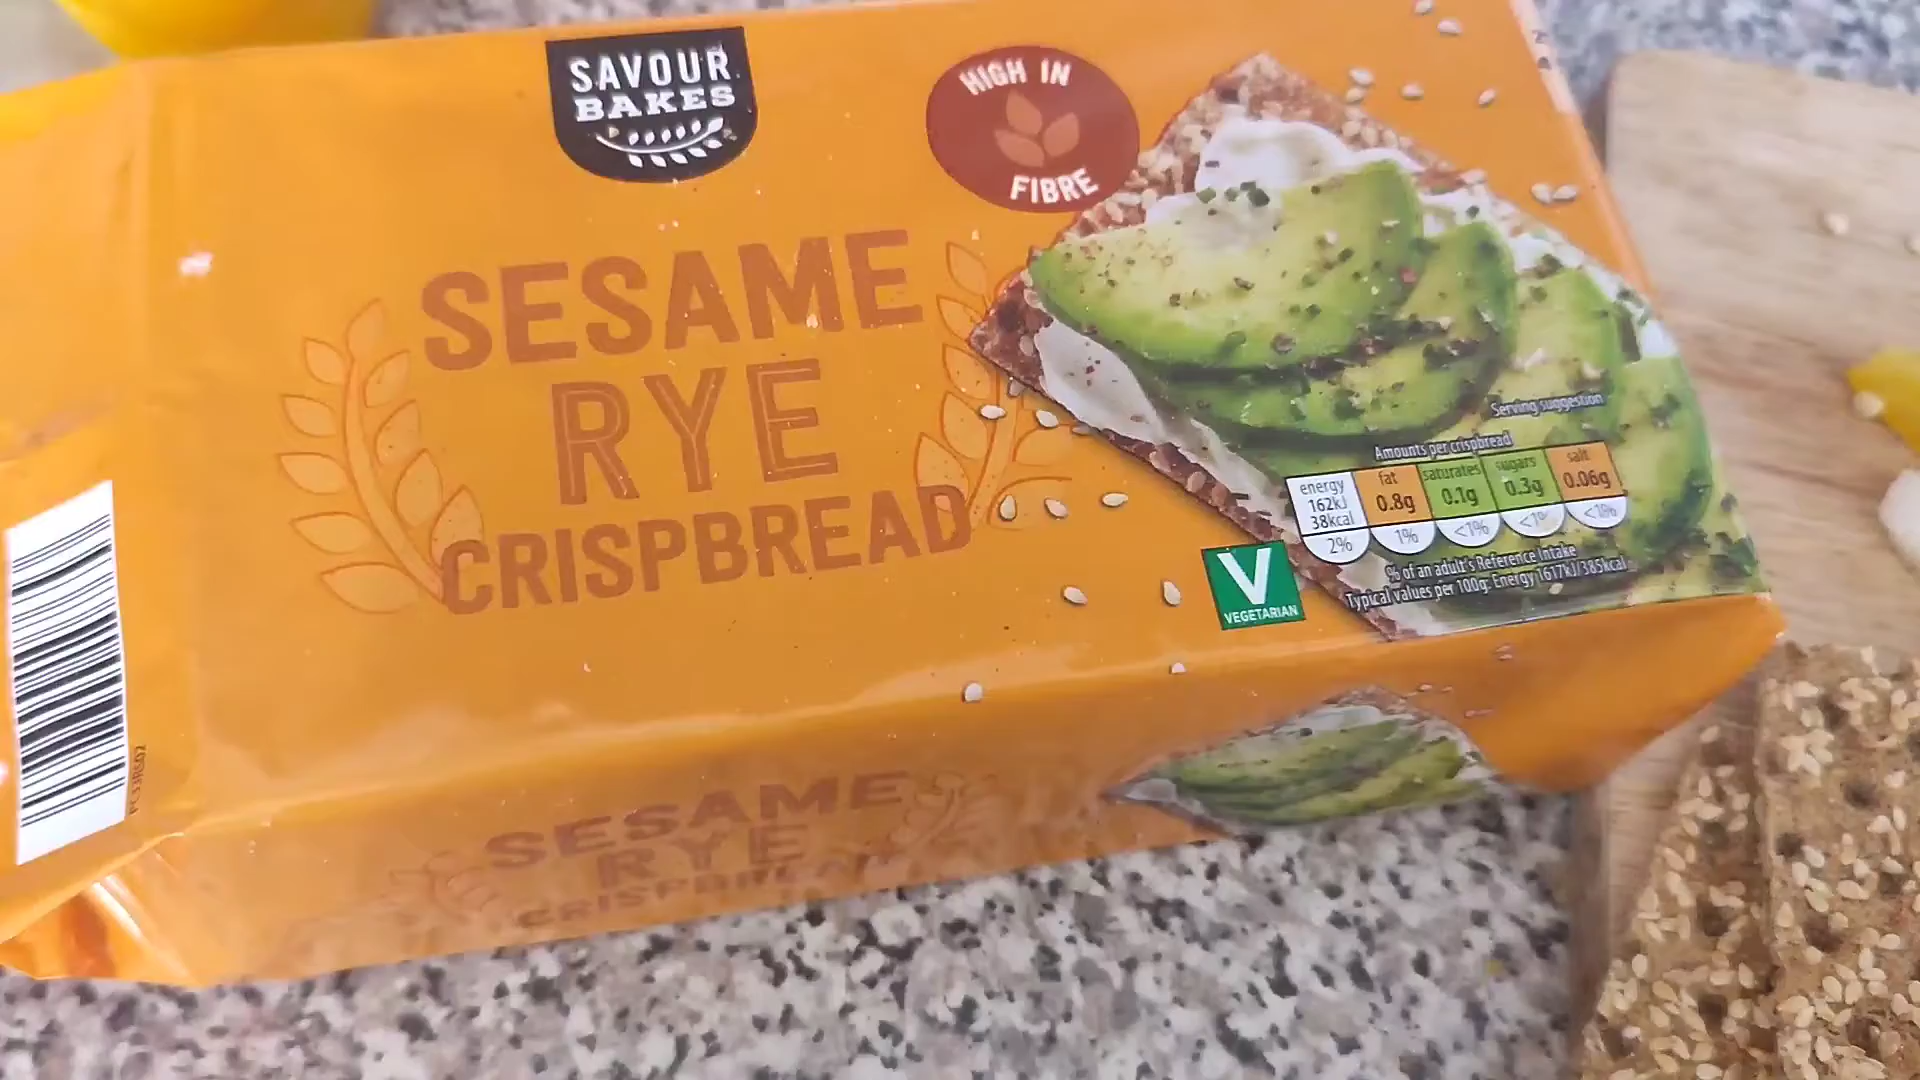 SAVOUR
BAKES
HIGH IN
FIBRE
SESAME
RYE
CRISPBREAD
Serving suggestion
Amounts per crispbread
energy
162kJ
38kcal
2%
fat
0.8g
1%
saturates
0.1g
<1%
sugars
0.3g
<1%
salt
0.06g
<1%
% of an adult's Reference Intake
Typical values per 100g: Energy 1617kJ/385kcal
V
VEGETARIAN
SESAME
RYE
CRISPBREAD